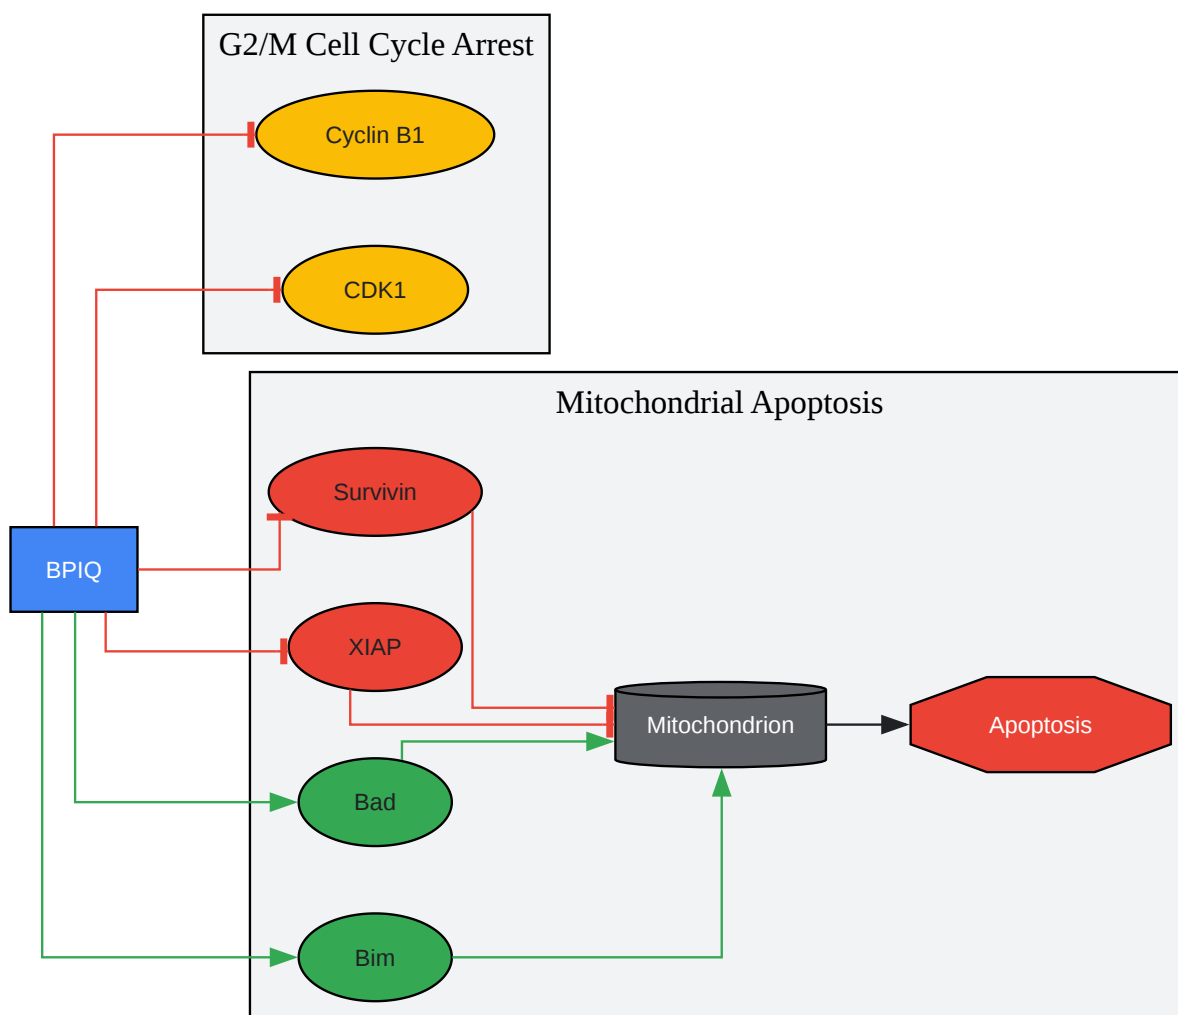 G2/M Cell Cycle Arrest
Cyclin B1
CDK1
Mitochondrial Apoptosis
Survivin
BPIQ
XIAP
Mitochondrion
Apoptosis
Bad
Bim